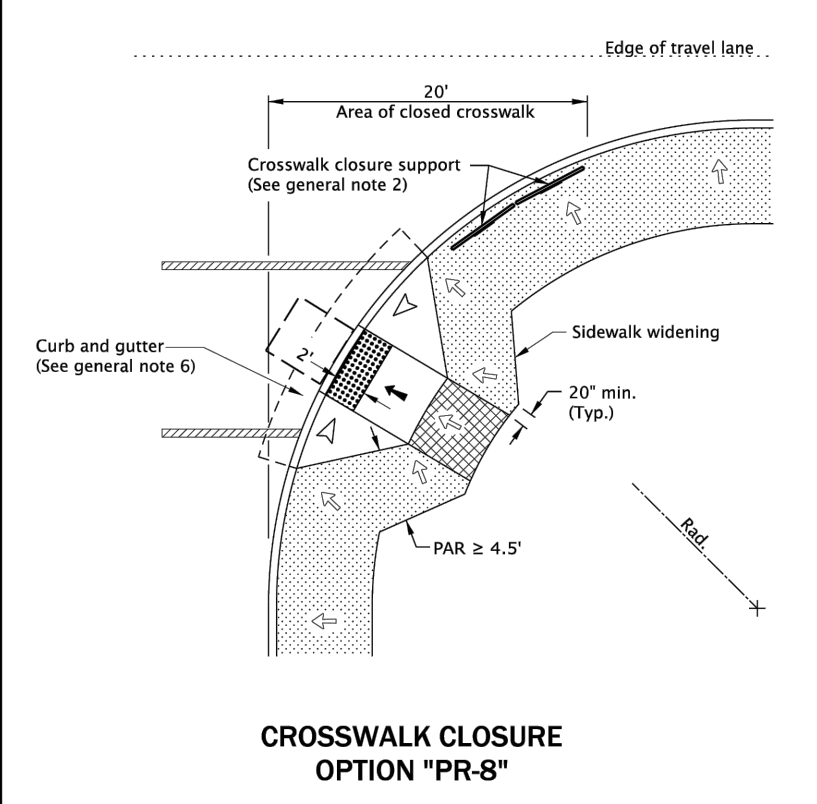 Edge of travel lane
20'
Area of closed crosswalk
Crosswalk closure support
(See general note 2)
Sidewalk widening
Curb and gutter
(See general note 6)
2'
20" min.
(Typ.)
Rad.
PAR ≥ 4.5'
CROSSWALK CLOSURE
OPTION "PR-8"